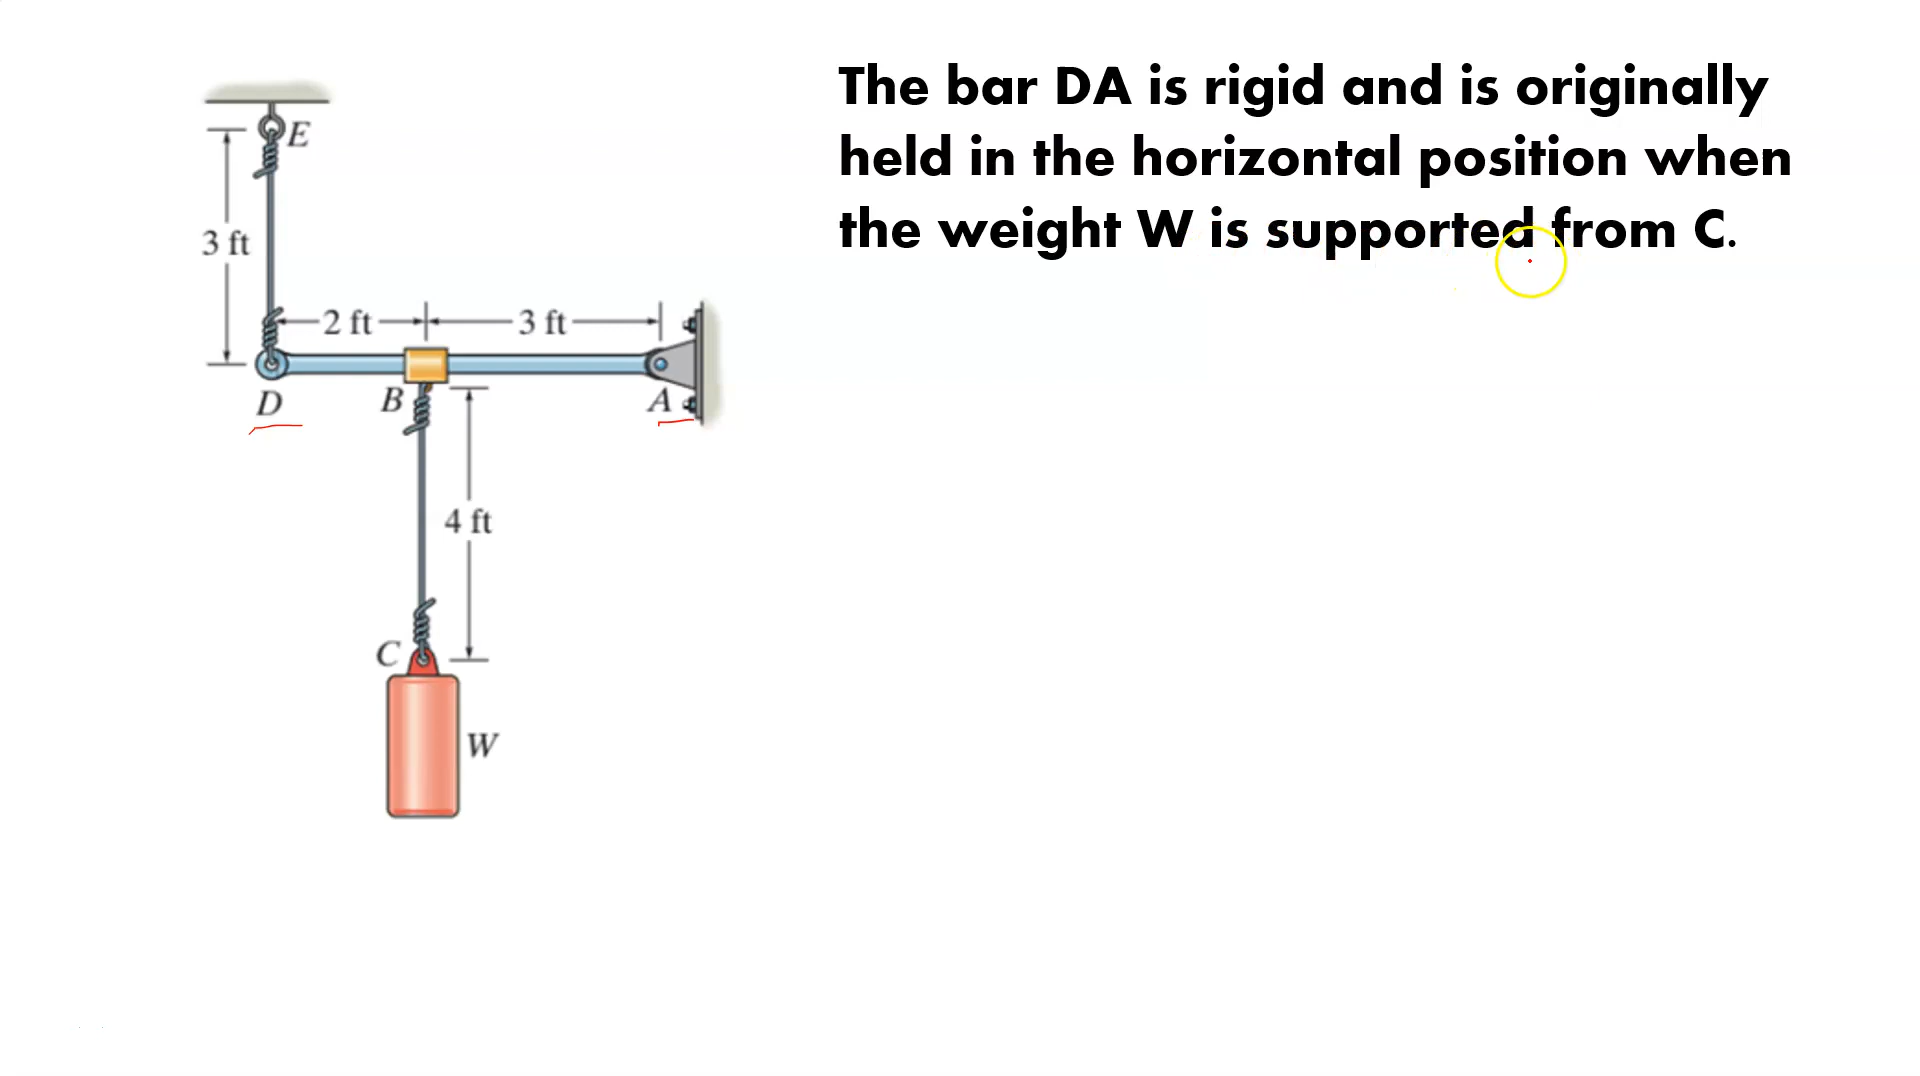 The bar DA is rigid and is originally
held in the horizontal position when
the weight W is supported from C.
E
3 ft
2 ft
3 ft
D
B
A
4 ft
C
W